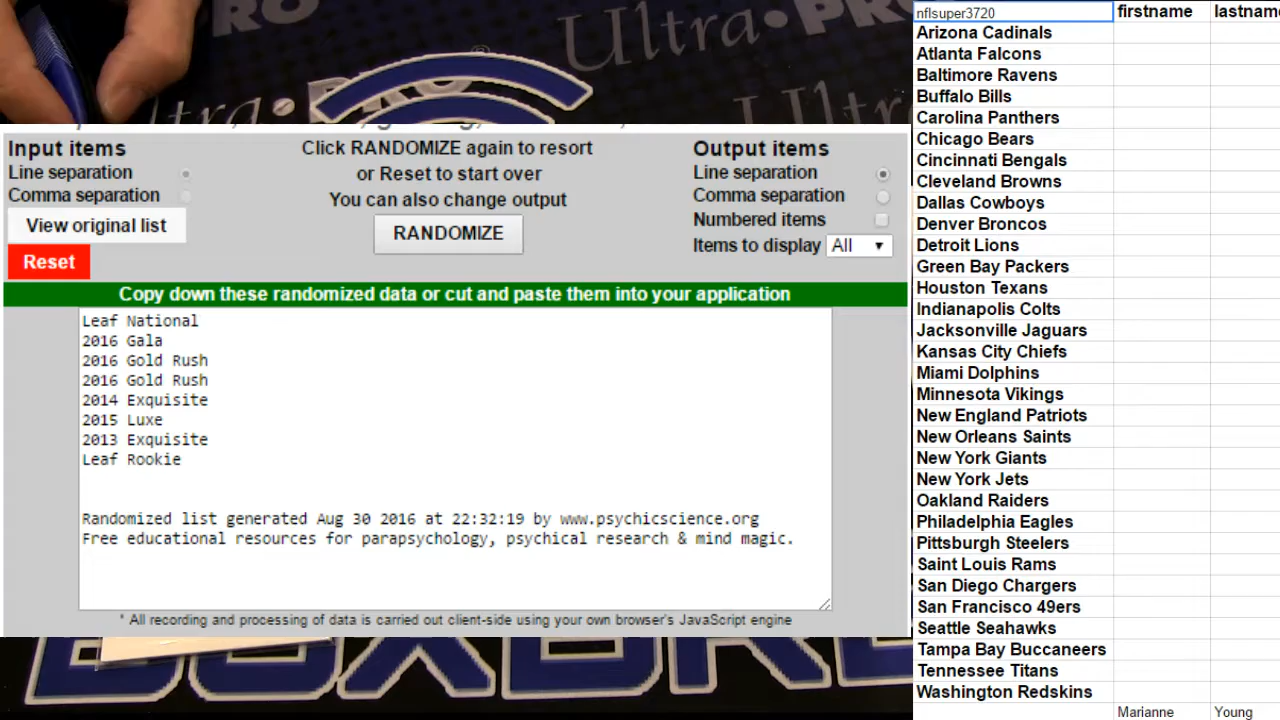 Ultra-PRO
Ultra-PRO
Input items
Line separation
Comma separation
View original list
Reset
Click RANDOMIZE again to resort
or Reset to start over
You can also change output
RANDOMIZE
Output items
Line separation
Comma separation
Numbered items
Items to display All
Copy down these randomized data or cut and paste them into your application
Leaf National
2016 Gala
2016 Gold Rush
2016 Gold Rush
2014 Exquisite
2015 Luxe
2013 Exquisite
Leaf Rookie
Randomized list generated Aug 30 2016 at 22:32:19 by www.psychicscience.org
Free educational resources for parapsychology, psychical research & mind magic.
* All recording and processing of data is carried out client-side using your own browser's JavaScript engine
nflsuper3720 firstname lastname
Arizona Cadinals
Atlanta Falcons
Baltimore Ravens
Buffalo Bills
Carolina Panthers
Chicago Bears
Cincinnati Bengals
Cleveland Browns
Dallas Cowboys
Denver Broncos
Detroit Lions
Green Bay Packers
Houston Texans
Indianapolis Colts
Jacksonville Jaguars
Kansas City Chiefs
Miami Dolphins
Minnesota Vikings
New England Patriots
New Orleans Saints
New York Giants
New York Jets
Oakland Raiders
Philadelphia Eagles
Pittsburgh Steelers
Saint Louis Rams
San Diego Chargers
San Francisco 49ers
Seattle Seahawks
Tampa Bay Buccaneers
Tennessee Titans
Washington Redskins
Marianne Young